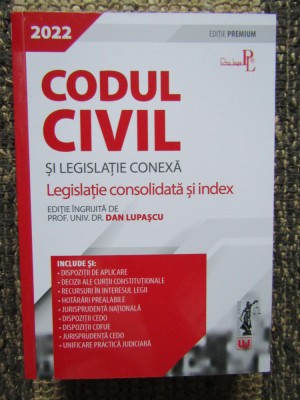 2022
EDIȚIE PREMIUM
CODUL
CIVIL
ȘI LEGISLAȚIE CONEXĂ
Legislație consolidată și index
EDIȚIE ÎNGRIJITĂ DE
PROF. UNIV. DR. DAN LUPAȘCU
INCLUDE ȘI:
• DISPOZIȚII DE APLICARE
• DECIZII ALE CURȚII CONSTITUȚIONALE
• RECURSURI ÎN INTERESUL LEGII
• HOTĂRÂRI PREALABILE
• JURISPRUDENȚĂ NAȚIONALĂ
• DISPOZIȚII CEDO
• DISPOZIȚII CDFUE
• JURISPRUDENȚĂ CEDO
• UNIFICARE PRACTICĂ JUDICIARĂ